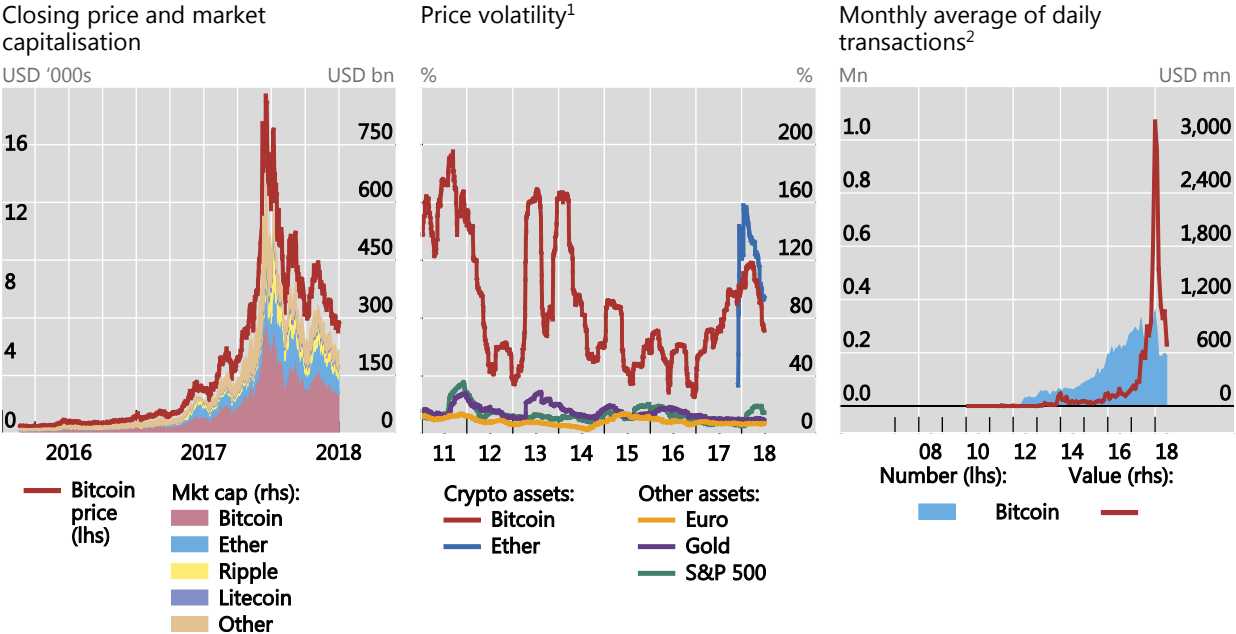 Closing price and market
capitalisation
USD ‘000s USD bn
16 750
12 600
8 450
4 300
0 150
0
2016 2017 2018
Bitcoin
price
(lhs)
Mkt cap (rhs):
Bitcoin
Ether
Ripple
Litecoin
Other
Price volatility1
% %
200
160
120
80
40
0
11 12 13 14 15 16 17 18
Crypto assets:
Bitcoin
Ether
Other assets:
Euro
Gold
S&P 500
Monthly average of daily
transactions2
Mn USD mn
1.0 3,000
0.8 2,400
0.6 1,800
0.4 1,200
0.2 600
0.0 0
08 10 12 14 16 18
Number (lhs): Value (rhs):
Bitcoin